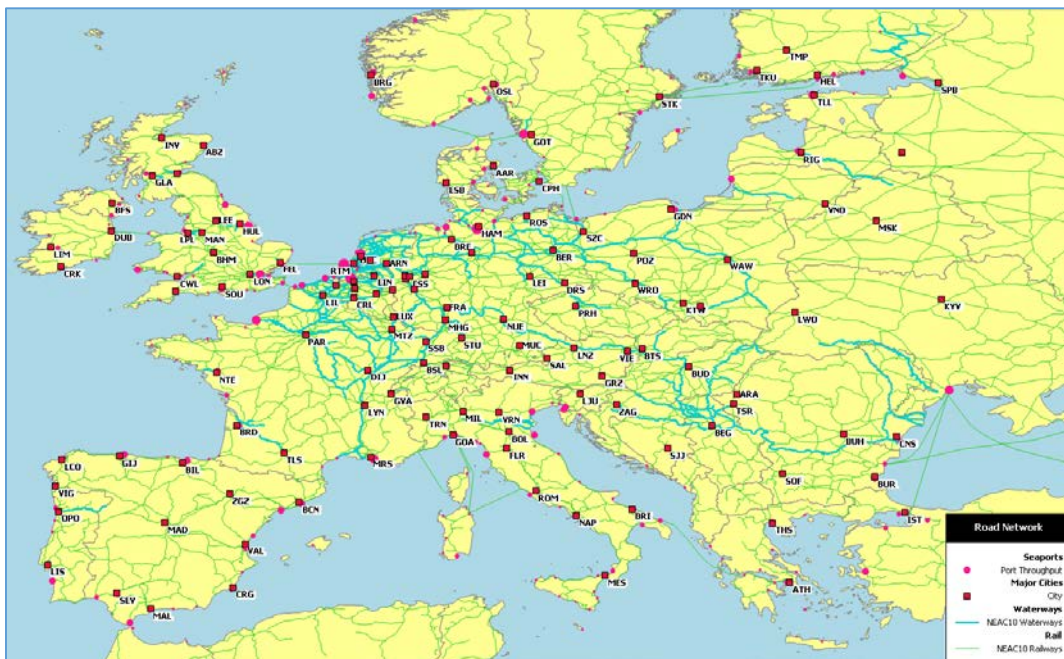 TMP
BRG
TKU
HEL
OSL
SPB
STK
TLL
GOT
INV
ABZ
RIG
AAR
GLA
ESB
CPH
BFS
YNO
GDN
LEE
ROS
MSK
DUB
HUL
HAM
SZC
LPL
MAN
BRE
LIM
BHM
BER
POZ
WAW
CRK
FEL
ARN
RTM
CWL
LON
LIN
ESS
LEI
DRS
WRO
SOU
LIL
CRL
KTW
KYV
FRA
PRH
LUX
LWO
MHG
NUE
MTZ
PAR
SSB
STU
MUC
LNZ
VIE
BTS
BSL
SAL
BUD
NTE
DIJ
INN
GRZ
GVA
LJU
ARA
LYN
ZAG
TSR
TRN
MIL
VRN
BRD
GOA
BOL
BEG
BUH
CNS
FLR
SJJ
TLS
MRS
LCO
GIJ
BIL
SOF
BUR
VIG
ZGZ
ROM
BCN
OPO
NAP
BRI
IST
MAD
THS
VAL
LIS
MES
ATH
CRG
SLV
MAL
Road Network
Seaports
Port Throughput
Major Cities
City
Waterways
NEAC10 Waterways
Rail
NEAC10 Railways